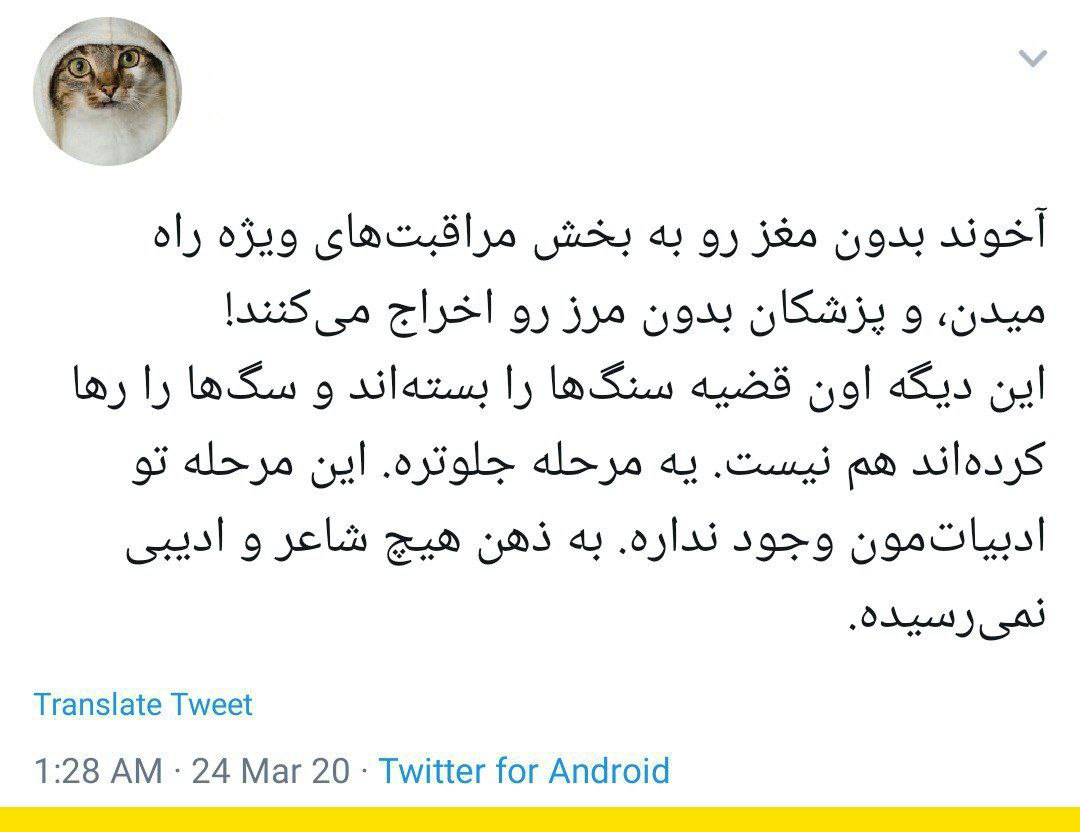 آخوند بدون مغز رو به بخش مراقبت‌های ویژه راه
میدن، و پزشکان بدون مرز رو اخراج می‌کنند!
این دیگه اون قضیه سنگ‌ها را بسته‌اند و سگ‌ها را رها
کرده‌اند هم نیست. یه مرحله جلوتره. این مرحله تو
ادبیات‌مون وجود نداره. به ذهن هیچ شاعر و ادیبی
نمی‌رسیده.
Translate Tweet
1:28 AM · 24 Mar 20 · Twitter for Android